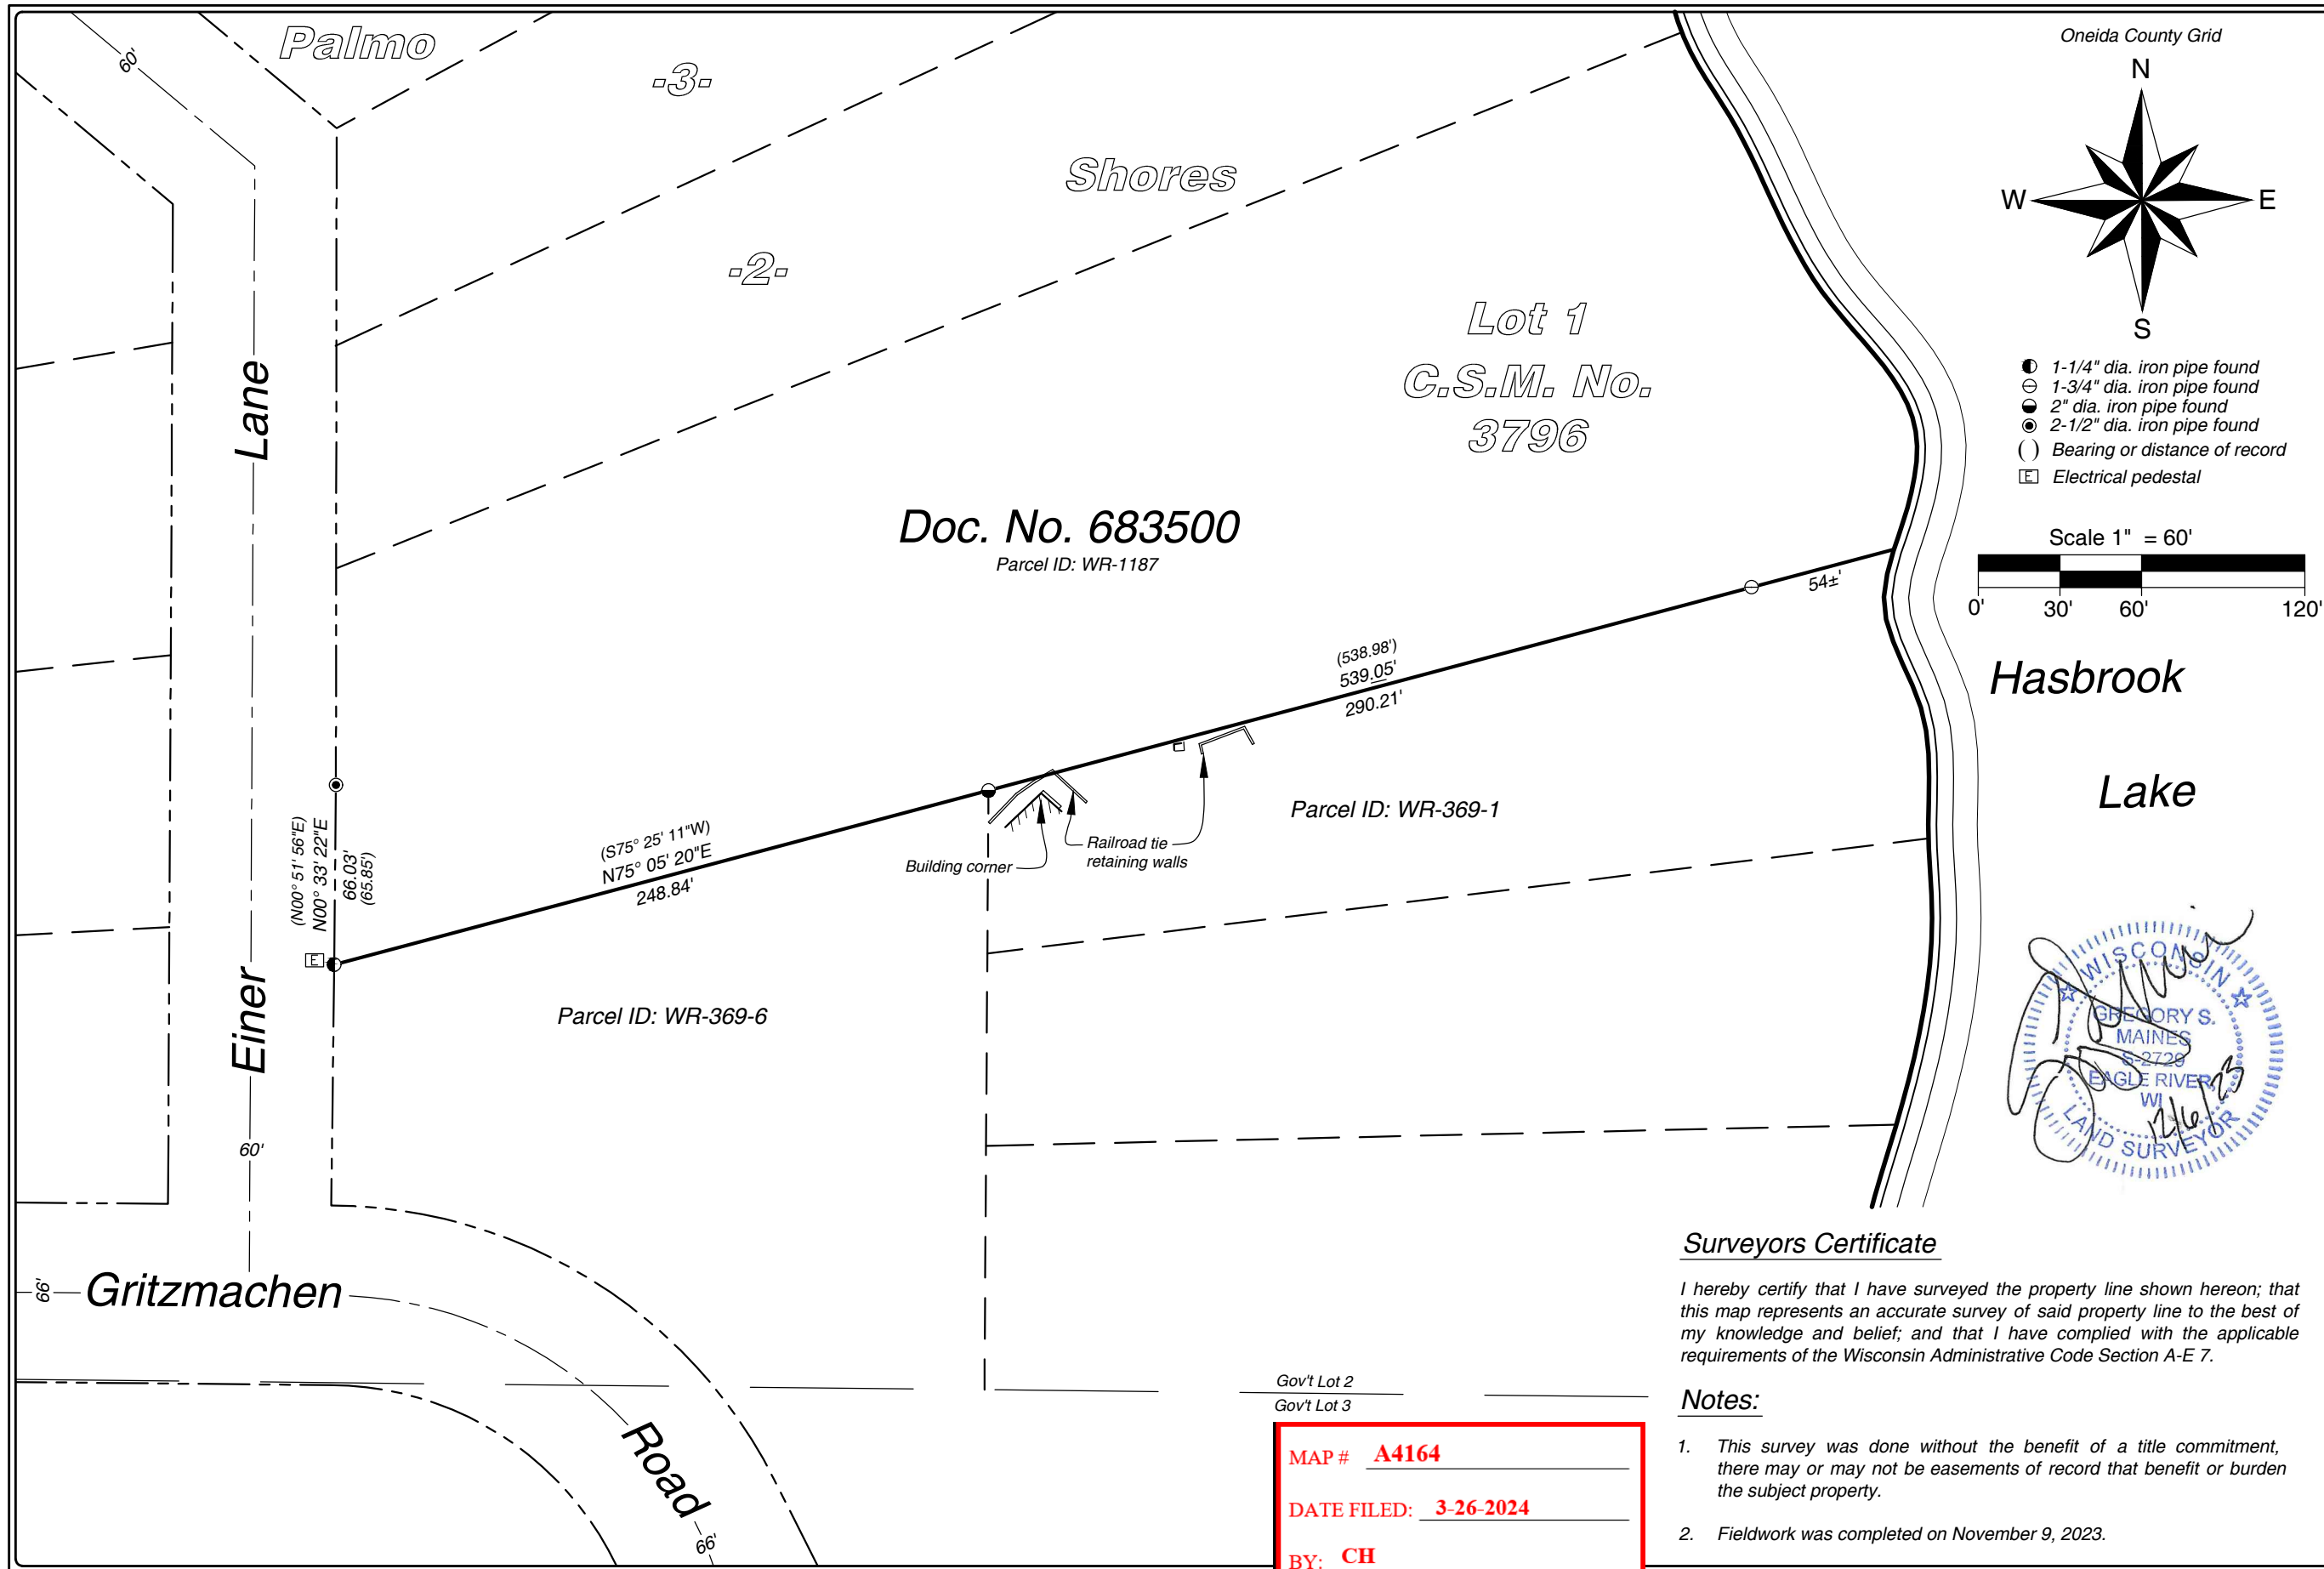 Palmo
-3-
Shores
-2-
60'
Lane
Einer
60'
Lot 1
C.S.M. No.
3796
Doc. No. 683500
Parcel ID: WR-1187
Oneida County Grid
N
W
E
S
1-1/4" dia. iron pipe found
1-3/4" dia. iron pipe found
2" dia. iron pipe found
2-1/2" dia. iron pipe found
( ) Bearing or distance of record
E Electrical pedestal
Scale 1" = 60'
0' 30' 60' 120'
54±'
(538.98')
539.05'
290.21'
Hasbrook
Lake
E
Parcel ID: WR-369-1
Railroad tie
retaining walls
Building corner
(S75° 25' 11"W)
N75° 05' 20"E
248.84'
(N00° 51' 56"E)
N00° 33' 22"E
66.03'
(65.85')
E
Parcel ID: WR-369-6
66'
Gritzmachen
Road
66'
Gov't Lot 2
Gov't Lot 3
WISCONSIN
GREGORY S.
MAINES
S-2729
EAGLE RIVER,
WI
LAND SURVEYOR
12/6/23
Surveyors Certificate
I hereby certify that I have surveyed the property line shown hereon; that
this map represents an accurate survey of said property line to the best of
my knowledge and belief; and that I have complied with the applicable
requirements of the Wisconsin Administrative Code Section A-E 7.
Notes:
1. This survey was done without the benefit of a title commitment,
there may or may not be easements of record that benefit or burden
the subject property.
2. Fieldwork was completed on November 9, 2023.
MAP # A4164
DATE FILED: 3-26-2024
BY: CH